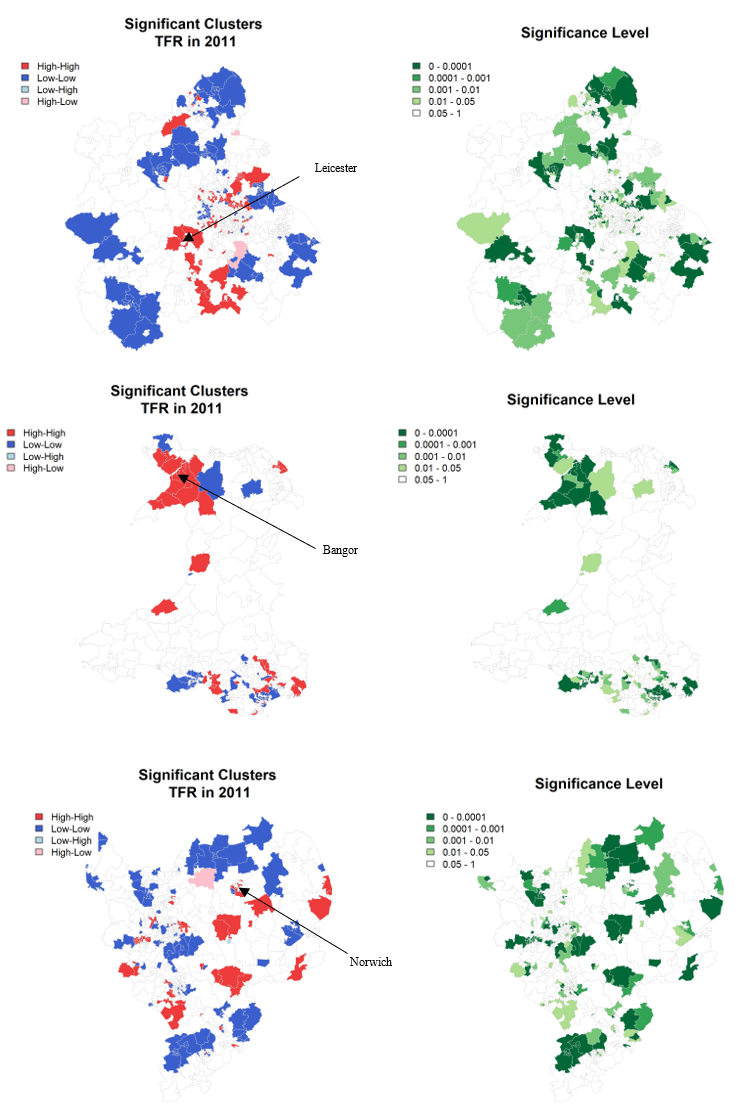 Significant Clusters
TFR in 2011
High-High
Low-Low
Low-High
High-Low
Significance Level
0 - 0.0001
0.0001 - 0.001
0.001 - 0.01
0.01 - 0.05
0.05 - 1
Leicester
Significant Clusters
TFR in 2011
High-High
Low-Low
Low-High
High-Low
Significance Level
0 - 0.0001
0.0001 - 0.001
0.001 - 0.01
0.01 - 0.05
0.05 - 1
Bangor
Significant Clusters
TFR in 2011
High-High
Low-Low
Low-High
High-Low
Significance Level
0 - 0.0001
0.0001 - 0.001
0.001 - 0.01
0.01 - 0.05
0.05 - 1
Norwich